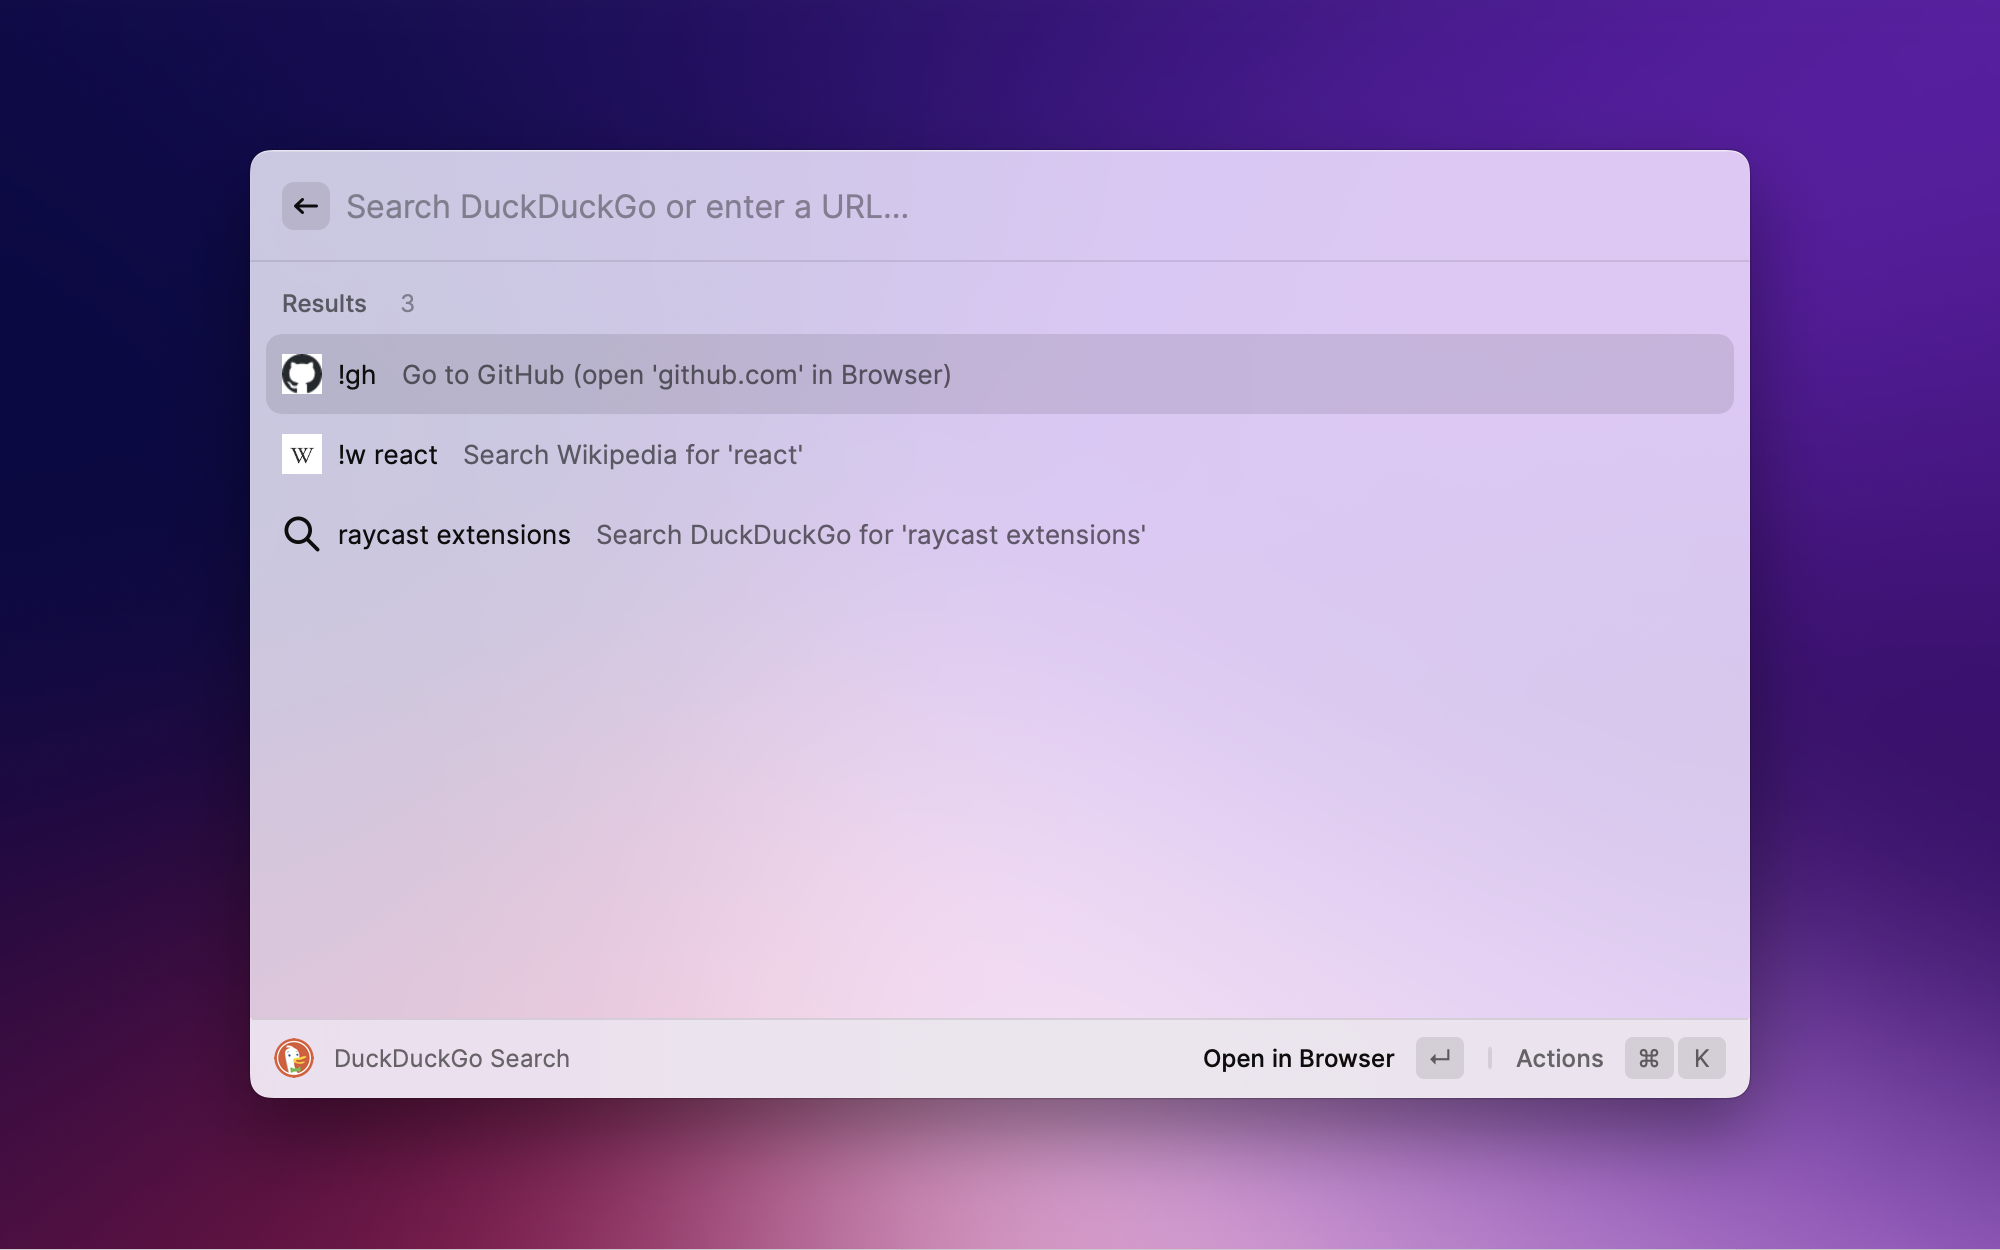 Search DuckDuckGo or enter a URL...
Results 3
!gh Go to GitHub (open 'github.com' in Browser)
W !w react Search Wikipedia for 'react'
raycast extensions Search DuckDuckGo for 'raycast extensions'
DuckDuckGo Search Open in Browser ↵ Actions ⌘ K